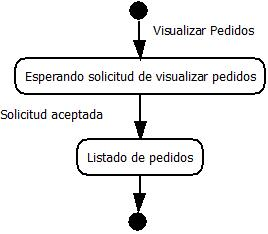 Visualizar Pedidos
Esperando solicitud de visualizar pedidos
Solicitud aceptada
Listado de pedidos